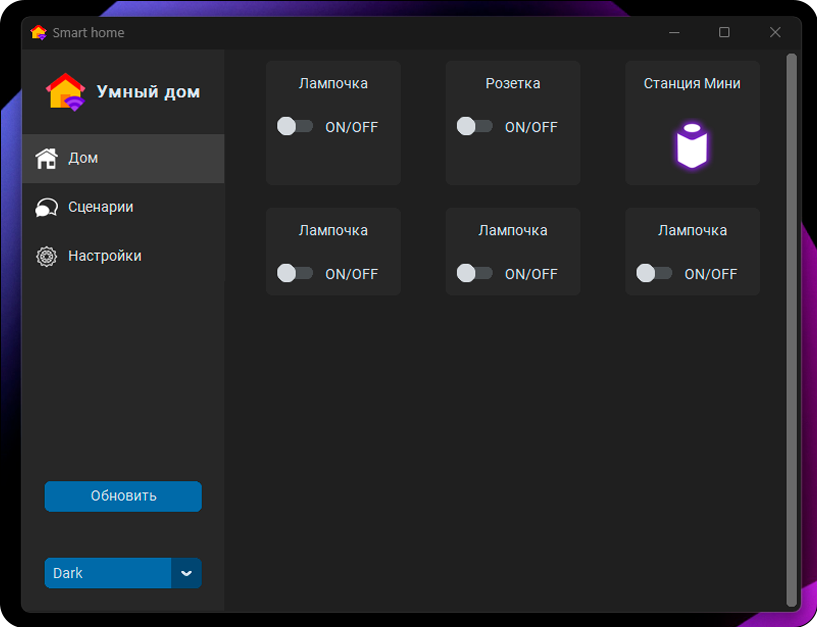 Smart home
Умный дом
Дом
Сценарии
Настройки
Обновить
Dark
Лампочка
ON/OFF
Розетка
ON/OFF
Станция Мини
Лампочка
ON/OFF
Лампочка
ON/OFF
Лампочка
ON/OFF